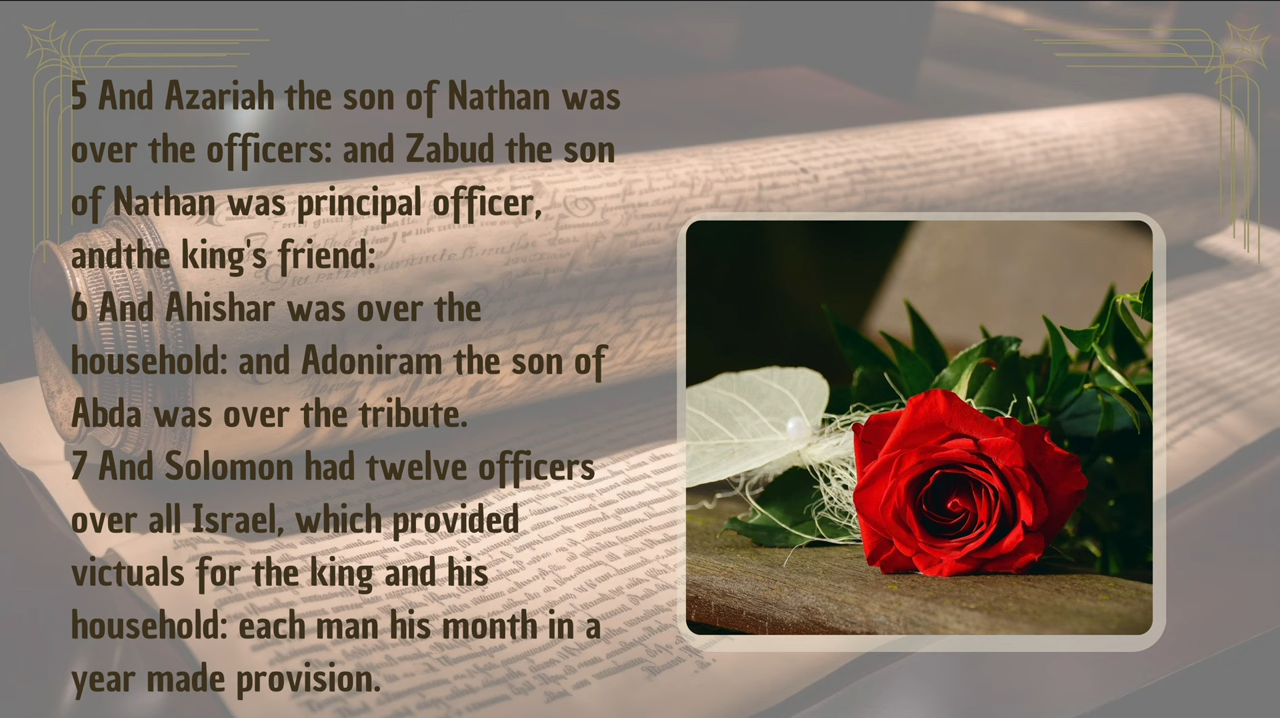 5 And Azariah the son of Nathan was
over the officers: and Zabud the son
of Nathan was principal officer,
andthe king's friend:
6 And Ahishar was over the
household: and Adoniram the son of
Abda was over the tribute.
7 And Solomon had twelve officers
over all Israel, which provided
victuals for the king and his
household: each man his month in a
year made provision.